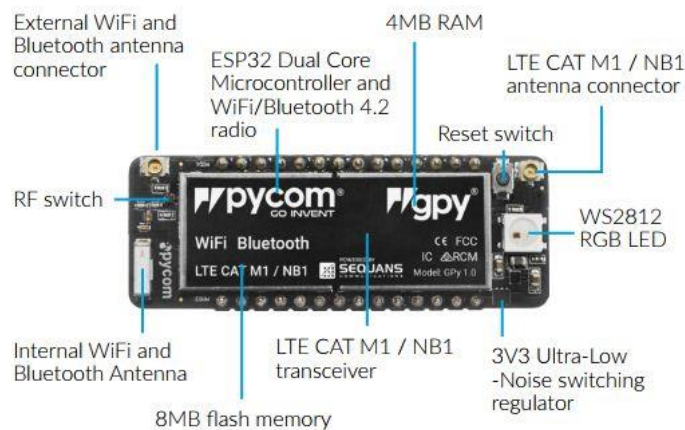 External WiFi and
Bluetooth antenna
connector
ESP32 Dual Core
Microcontroller and
WiFi/Bluetooth 4.2
radio
4MB RAM
LTE CAT M1 / NB1
antenna connector
Reset switch
RF switch
WS2812
RGB LED
pycom®
GO INVENT
gpy®
WiFi Bluetooth
CE FCC
IC RCM
LTE CAT M1 / NB1
POWERED BY
SEQUANS
COMMUNICATIONS
Model: GPy 1.0
pycom
Internal WiFi and
Bluetooth Antenna
LTE CAT M1 / NB1
transceiver
3V3 Ultra-Low
-Noise switching
regulator
8MB flash memory